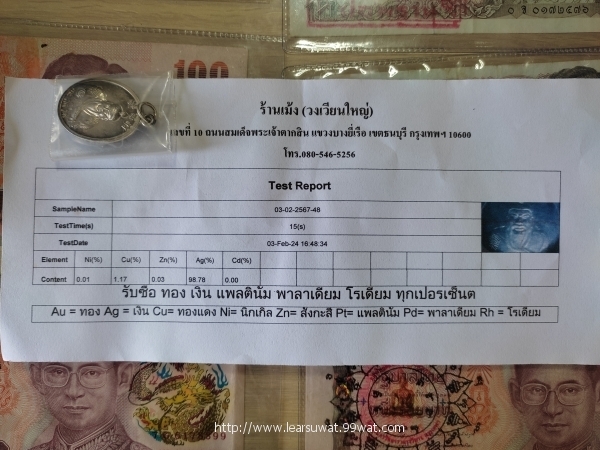 100
๐ ธ ๐๑๗๒๔๗๖
ร้านเม้ง (วงเวียนใหญ่)
เลขที่ 10 ถนนสมเด็จพระเจ้าตากสิน แขวงบางยี่เรือ เขตธนบุรี กรุงเทพฯ 10600
โทร.080-546-5256
Test Report
SampleName 03-02-2567-48
TestTime(s) 15(s)
TestDate 03-Feb-24 16:48:34
Element Ni(%) Cu(%) Zn(%) Ag(%) Cd(%)
Content 0.01 1.17 0.03 98.78 0.00
รับซื้อ ทอง เงิน แพลตินั่ม พาลาเดียม โรเดียม ทุกเปอร์เซ็นต
Au = ทอง Ag = เงิน Cu= ทองแดง Ni= นิกเกิล Zn= สังกะสี Pt= แพลตินั่ม Pd= พาลาเดียม Rh = โรเดียม
http://www.learsuwat.99wat.com